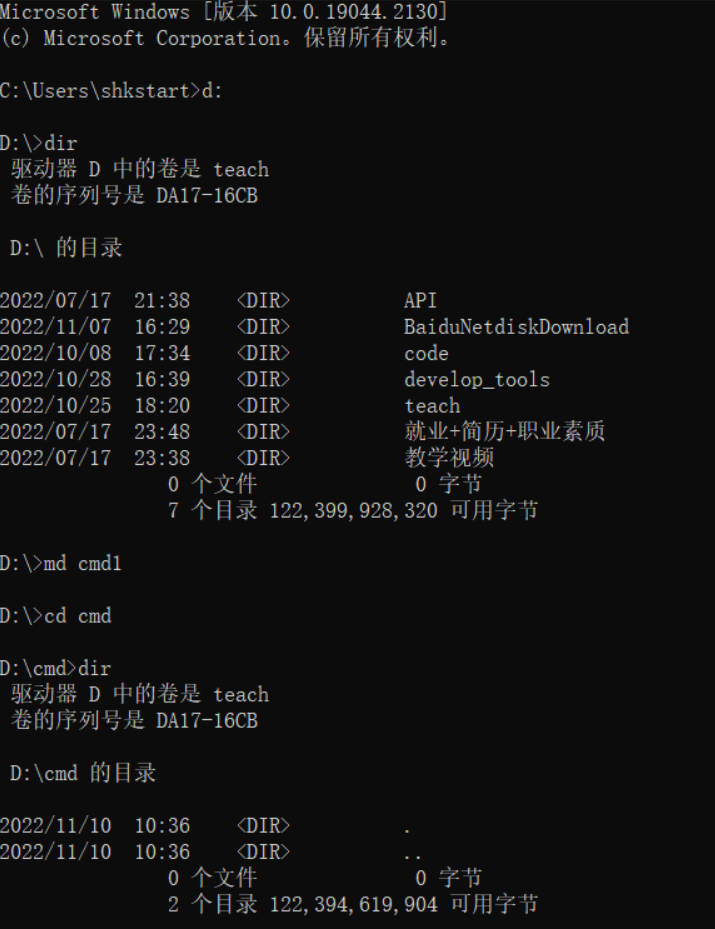 Microsoft Windows [版本 10.0.19044.2130]
(c) Microsoft Corporation。保留所有权利。
C:\Users\shkstart>d:
D:\>dir
驱动器 D 中的卷是 teach
卷的序列号是 DA17-16CB
D:\ 的目录
2022/07/17  21:38    <DIR>          API
2022/11/07  16:29    <DIR>          BaiduNetdiskDownload
2022/10/08  17:34    <DIR>          code
2022/10/28  16:39    <DIR>          develop_tools
2022/10/25  18:20    <DIR>          teach
2022/07/17  23:48    <DIR>          就业+简历+职业素质
2022/07/17  23:38    <DIR>          教学视频
0 个文件              0 字节
7 个目录 122,399,928,320 可用字节
D:\>md cmd1
D:\>cd cmd
D:\cmd>dir
驱动器 D 中的卷是 teach
卷的序列号是 DA17-16CB
D:\cmd 的目录
2022/11/10  10:36    <DIR>          .
2022/11/10  10:36    <DIR>          ..
0 个文件              0 字节
2 个目录 122,394,619,904 可用字节